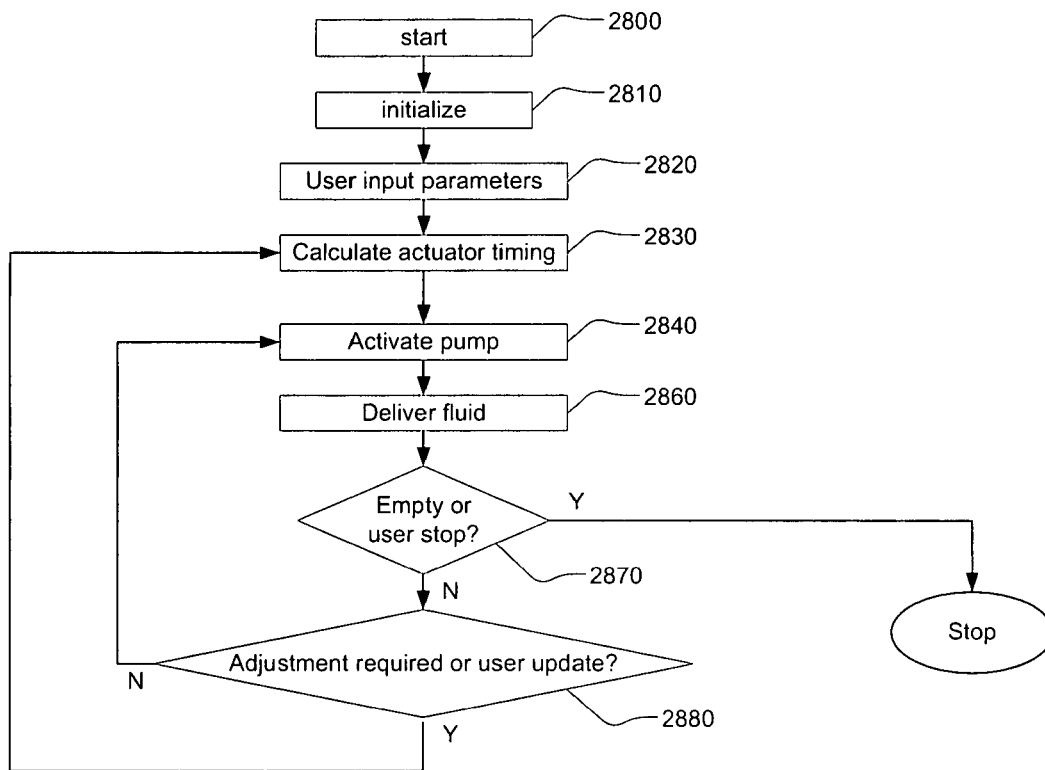 start
2800
initialize
2810
User input parameters
2820
Calculate actuator timing
2830
Activate pump
2840
Deliver fluid
2860
Empty or
user stop?
Y
2870
N
Stop
Adjustment required or user update?
N
2880
Y